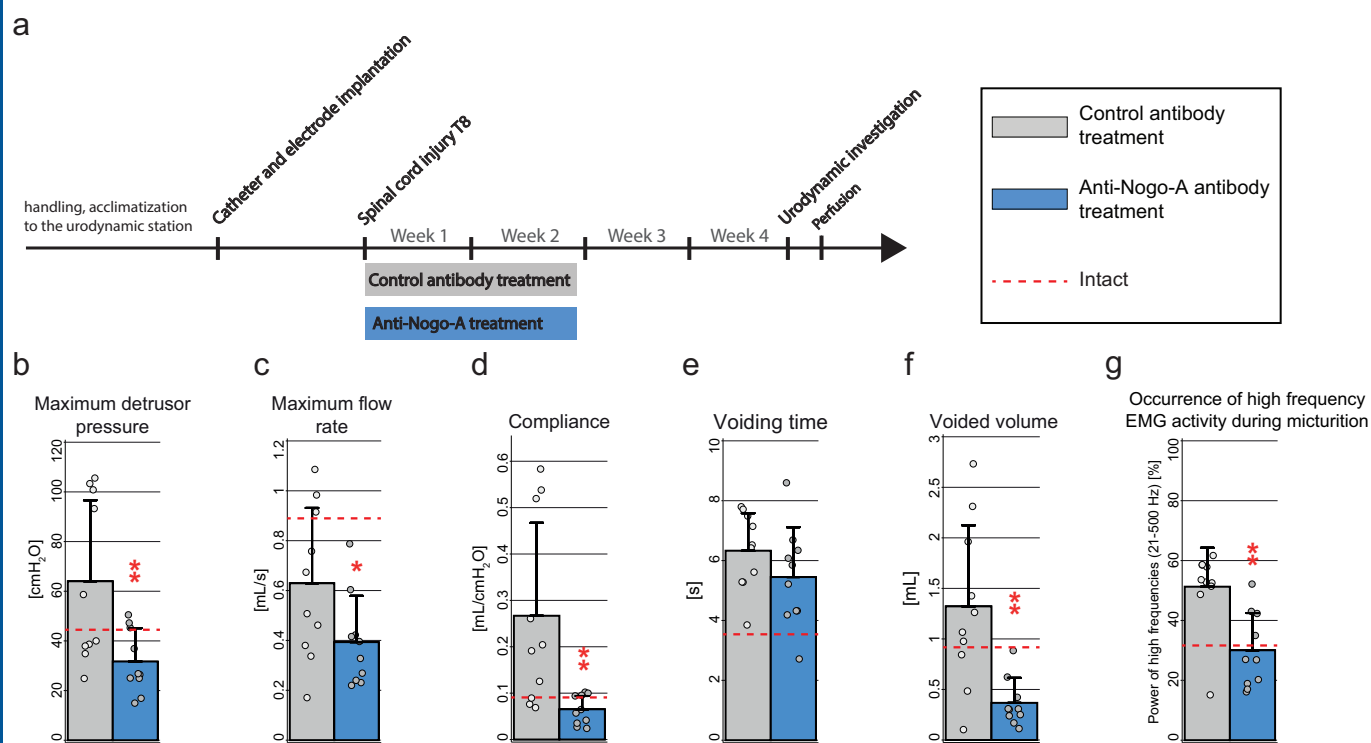 a
Catheter and electrode implantation
Spinal cord injury T8
Urodynamic investigation
Perfusion
handling, acclimatization
to the urodynamic station
Week 1
Week 2
Week 3
Week 4
Control antibody treatment
Anti-Nogo-A treatment
Control antibody
treatment
Anti-Nogo-A antibody
treatment
Intact
b
Maximum detrusor
pressure
[cmH₂O]
120
100
80
60
40
20
0
**
c
Maximum flow
rate
[mL/s]
1.2
1
0.8
0.6
0.4
0.2
0
*
d
Compliance
[mL/cmH₂O]
0.6
0.5
0.4
0.3
0.2
0.1
0
**
e
Voiding time
[s]
10
8
6
4
2
0
f
Voided volume
[mL]
3
2.5
2
1.5
1
0.5
0
**
g
Occurrence of high frequency
EMG activity during micturition
Power of high frequencies (21-500 Hz) [%]
100
80
60
40
20
0
**